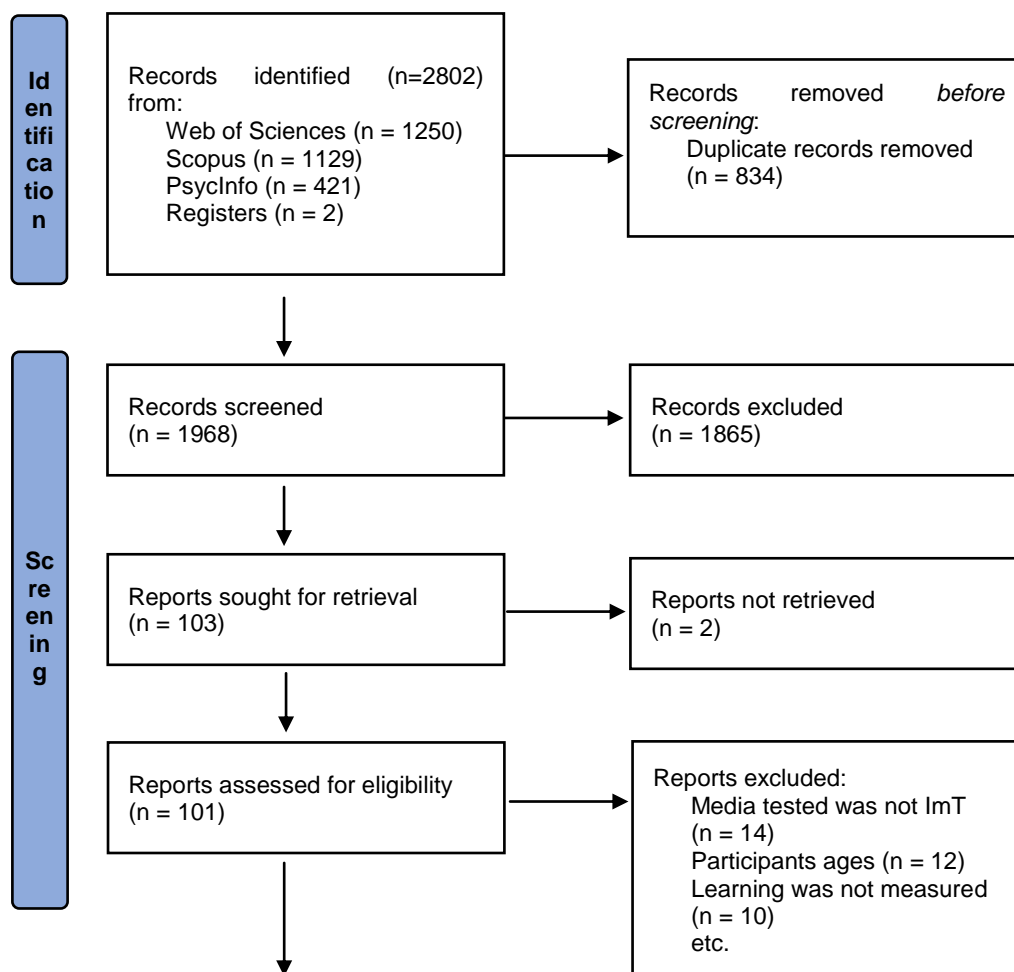 Id
en
tifi
ca
tio
n
Records identified (n=2802)
from:
Web of Sciences (n = 1250)
Scopus (n = 1129)
PsycInfo (n = 421)
Registers (n = 2)
Records removed before
screening:
Duplicate records removed
(n = 834)
Sc
re
en
in
g
Records screened
(n = 1968)
Records excluded
(n = 1865)
Reports sought for retrieval
(n = 103)
Reports not retrieved
(n = 2)
Reports assessed for eligibility
(n = 101)
Reports excluded:
Media tested was not ImT
(n = 14)
Participants ages (n = 12)
Learning was not measured
(n = 10)
etc.